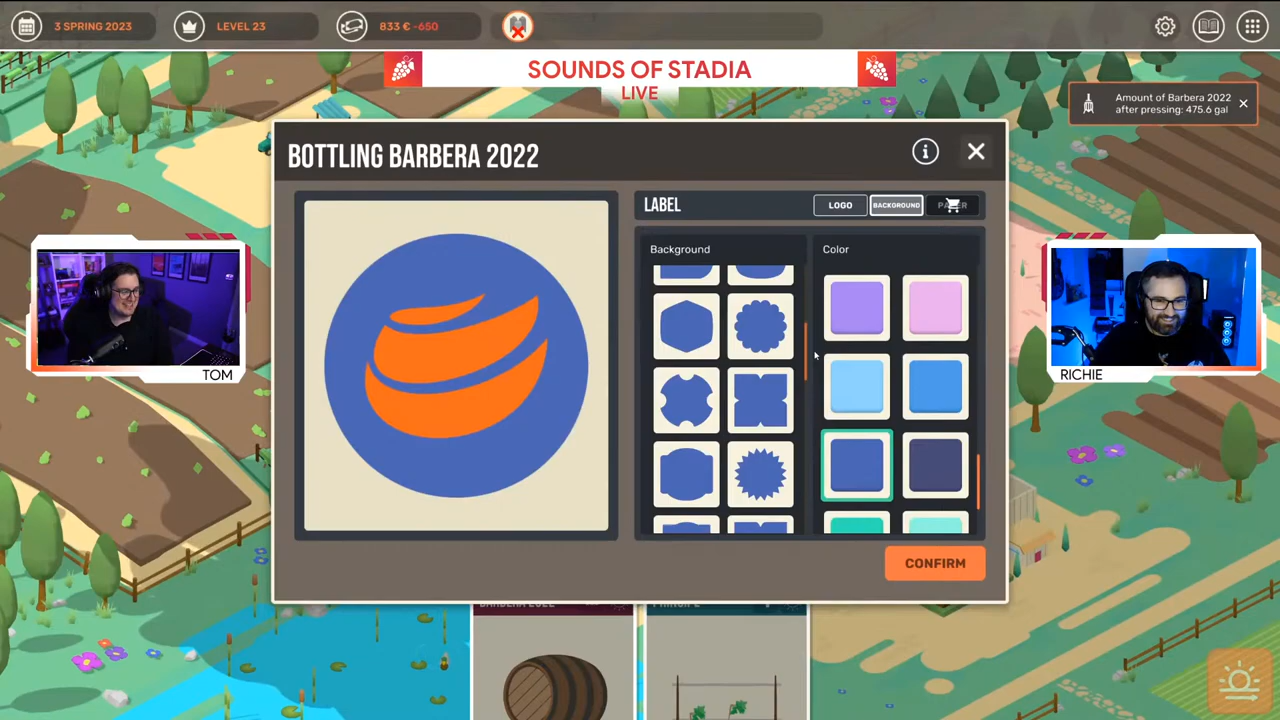 3 SPRING 2023
LEVEL 23
833 € -650
SOUNDS OF STADIA
LIVE
Amount of Barbera 2022
after pressing: 475.6 gal
BOTTLING BARBERA 2022
LABEL
LOGO
BACKGROUND
Background
Color
TOM
RICHIE
CONFIRM